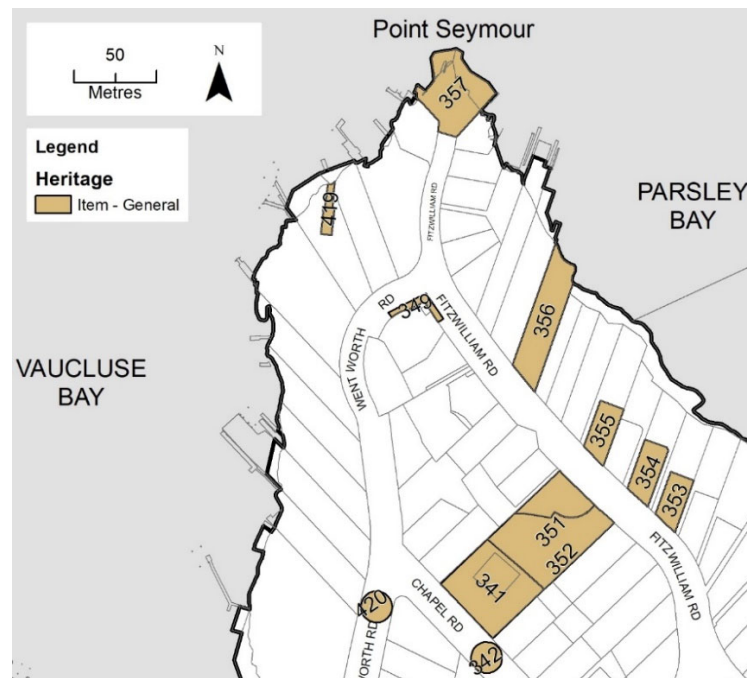 Point Seymour
50
Metres
N
Legend
Heritage
Item - General
357
FITZWILLIAM RD
419
PARSLEY
BAY
RD
349
FITZWILLIAM RD
356
WENT WORTH
VAUCLUSE
BAY
355
354
353
351
352
341
FITZWILLIAM RD
CHAPEL RD
420
ORTH RD
342